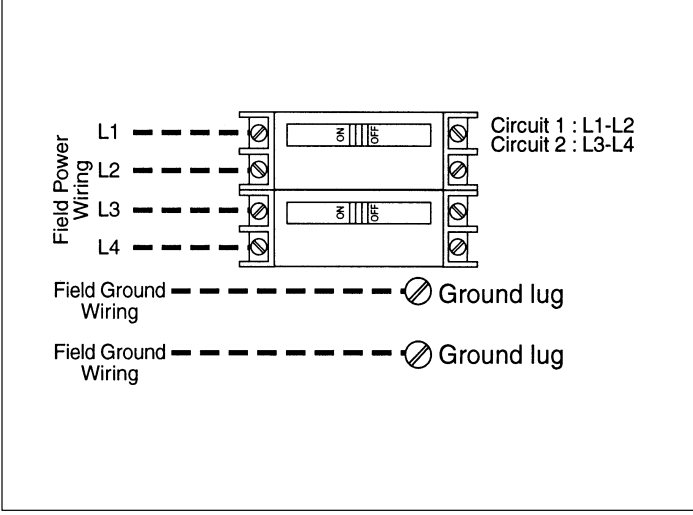 Field Power
Wiring
L1
L2
L3
L4
ON
OFF
ON
OFF
Circuit 1 : L1-L2
Circuit 2 : L3-L4
Field Ground
Wiring
Ground lug
Field Ground
Wiring
Ground lug